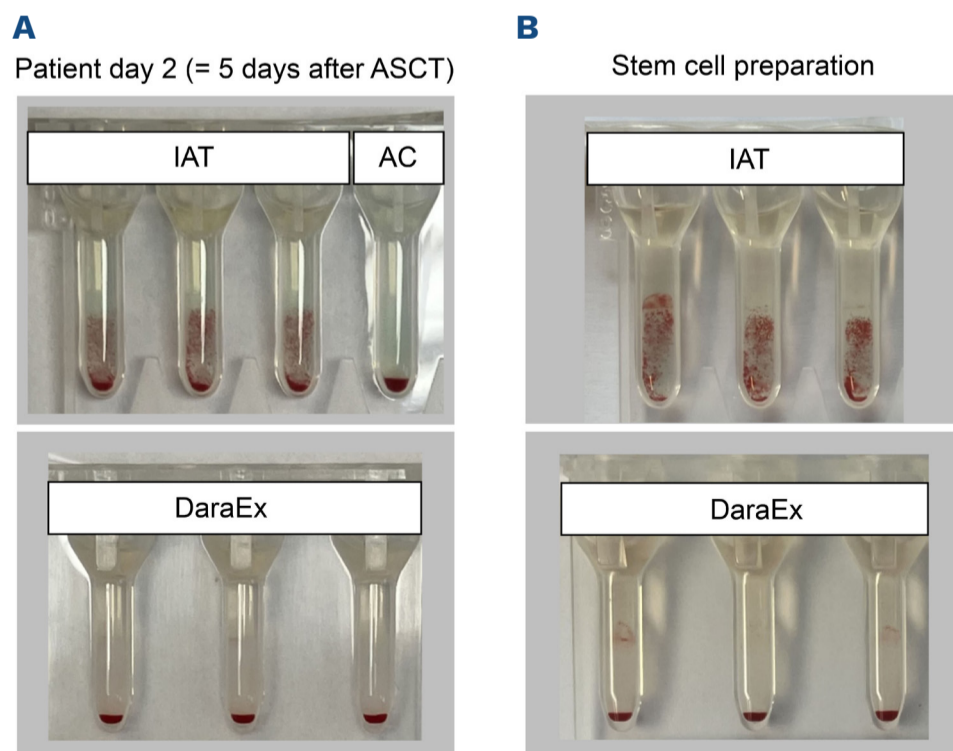 A
Patient day 2 (= 5 days after ASCT)
IAT
AC
DaraEx
B
Stem cell preparation
IAT
DaraEx